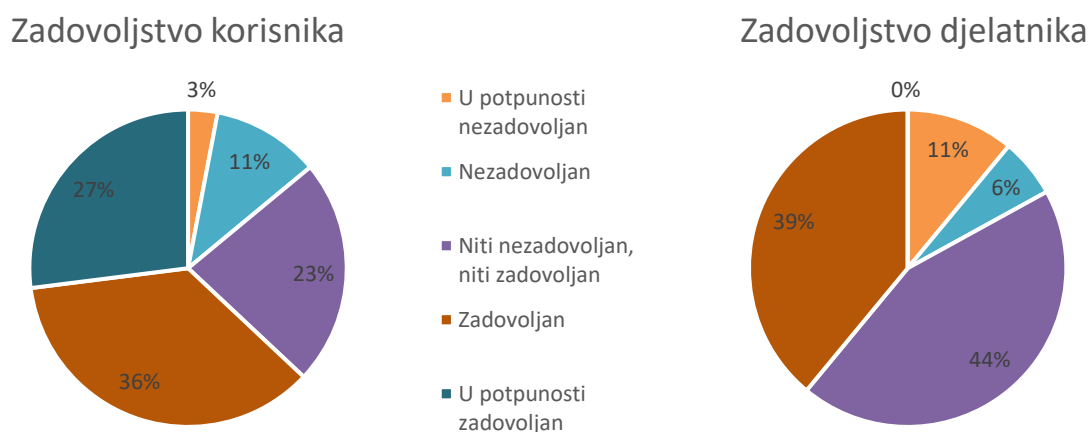 Zadovoljstvo korisnika
3%
11%
23%
36%
27%
U potpunosti
nezadovoljan
Nezadovoljan
Niti nezadovoljan,
niti zadovoljan
Zadovoljan
U potpunosti
zadovoljan
Zadovoljstvo djelatnika
0%
11%
6%
44%
39%